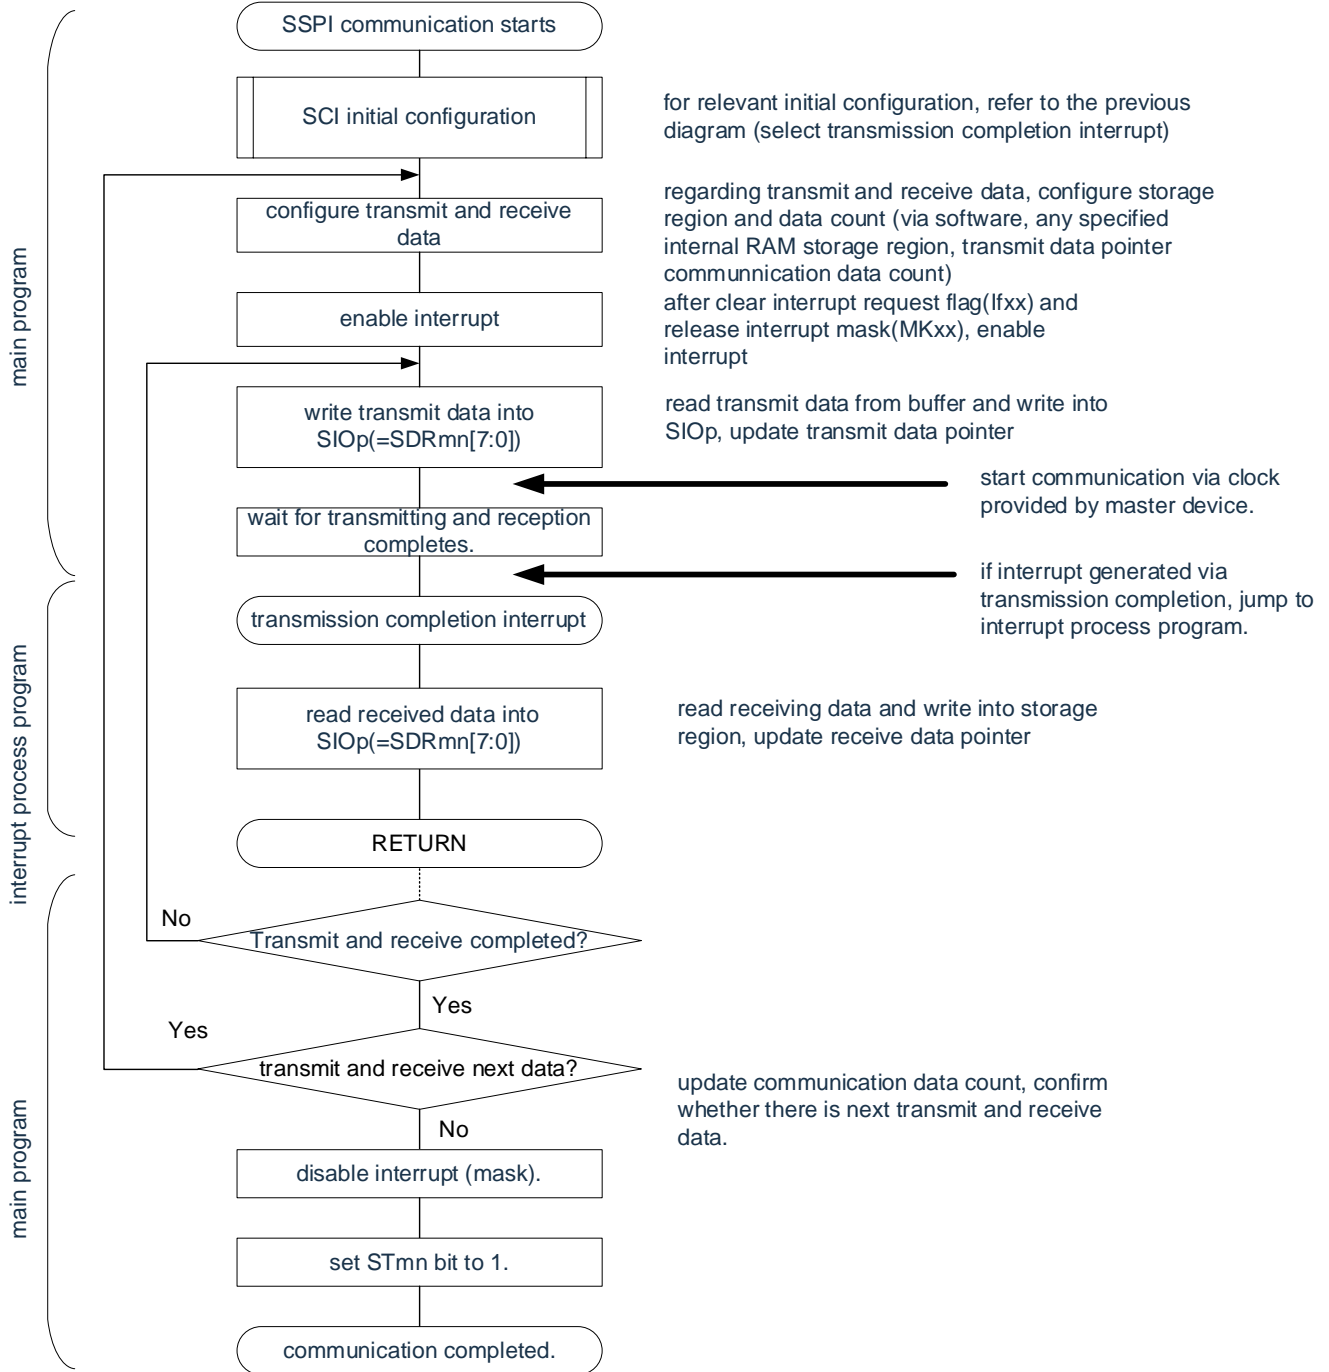 SSPI communication starts
SCI initial configuration
for relevant initial configuration, refer to the previous
diagram (select transmission completion interrupt)
configure transmit and receive
data
regarding transmit and receive data, configure storage
region and data count (via software, any specified
internal RAM storage region, transmit data pointer
communnication data count)
enable interrupt
after clear interrupt request flag(Ifxx) and
release interrupt mask(MKxx), enable
interrupt
main program
write transmit data into
SIOp(=SDRmn[7:0])
read transmit data from buffer and write into
SIOp, update transmit data pointer
start communication via clock
provided by master device.
wait for transmitting and reception
completes.
if interrupt generated via
transmission completion, jump to
interrupt process program.
transmission completion interrupt
read received data into
SIOp(=SDRmn[7:0])
read receiving data and write into storage
region, update receive data pointer
interrupt process program
RETURN
No
Transmit and receive completed?
Yes
Yes
transmit and receive next data?
update communication data count, confirm
whether there is next transmit and receive
data.
No
main program
disable interrupt (mask).
set STmn bit to 1.
communication completed.